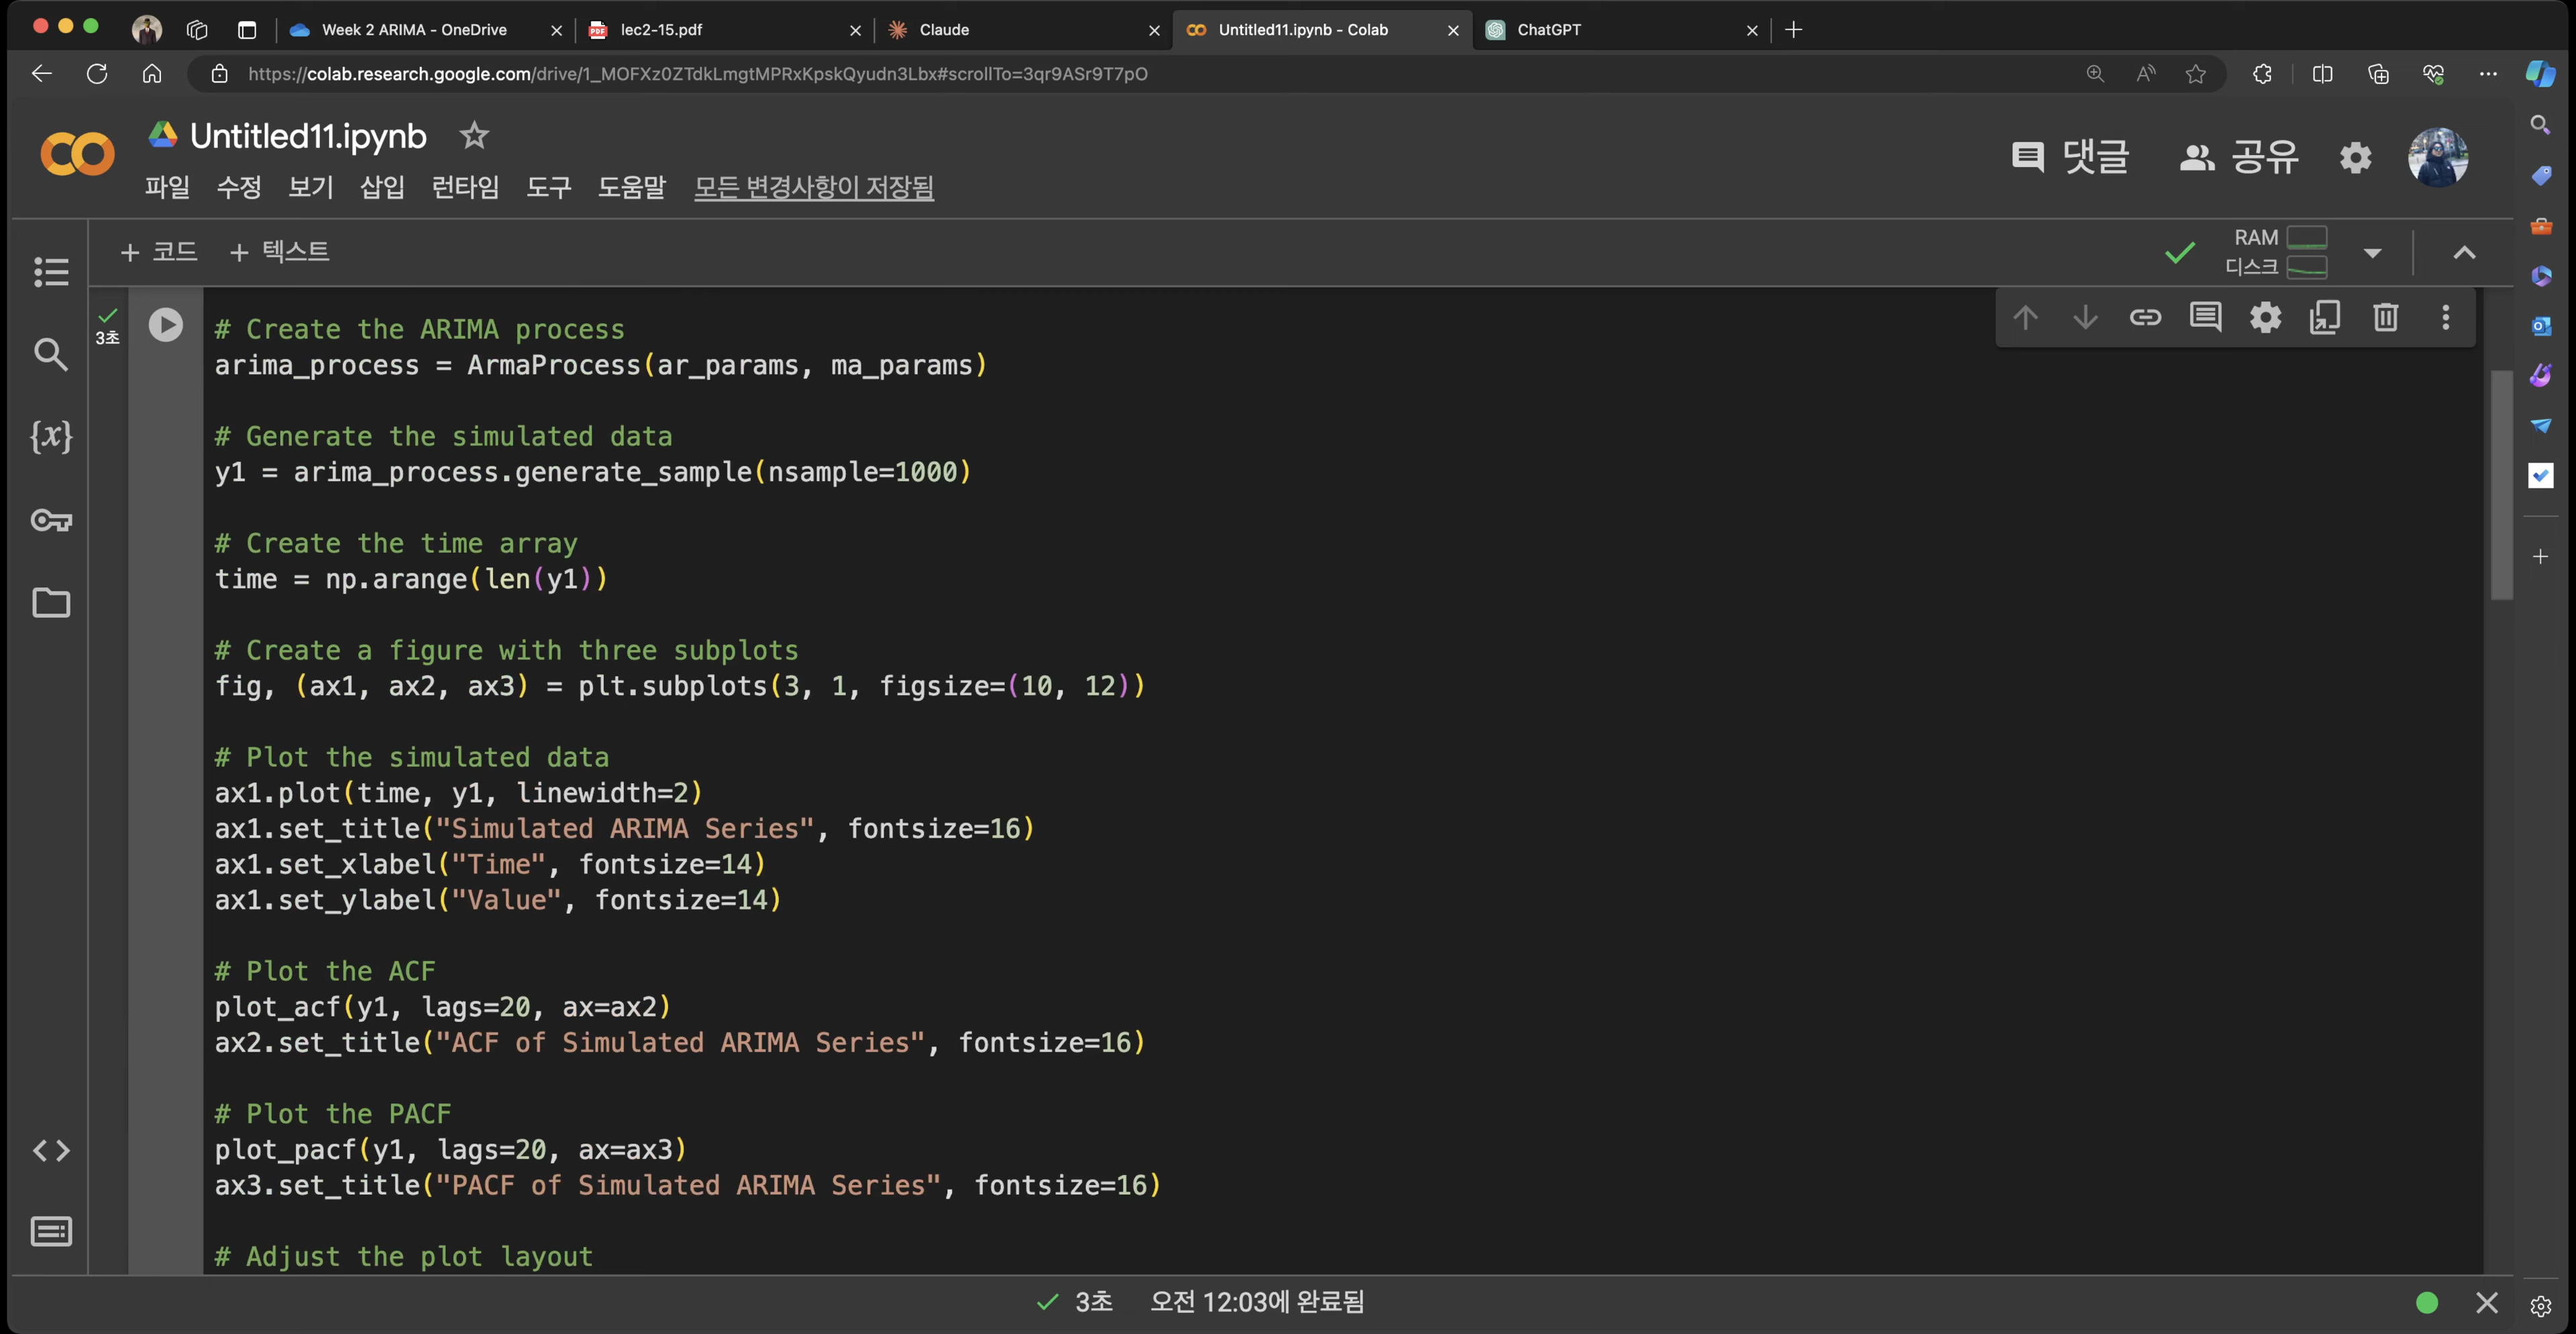 Week 2 ARIMA - OneDrive
lec2-15.pdf
Claude
Untitled11.ipynb - Colab
ChatGPT
https://colab.research.google.com/drive/1_MOFXz0ZTdkLmgtMPRxKpskQyudn3Lbx#scrollTo=3qr9ASr9T7pO
Untitled11.ipynb
댓글
공유
파일 수정 보기 삽입 런타임 도구 도움말 모든 변경사항이 저장됨
+ 코드 + 텍스트
RAM
디스크
3초
# Create the ARIMA process
arima_process = ArmaProcess(ar_params, ma_params)
# Generate the simulated data
y1 = arima_process.generate_sample(nsample=1000)
# Create the time array
time = np.arange(len(y1))
# Create a figure with three subplots
fig, (ax1, ax2, ax3) = plt.subplots(3, 1, figsize=(10, 12))
# Plot the simulated data
ax1.plot(time, y1, linewidth=2)
ax1.set_title("Simulated ARIMA Series", fontsize=16)
ax1.set_xlabel("Time", fontsize=14)
ax1.set_ylabel("Value", fontsize=14)
# Plot the ACF
plot_acf(y1, lags=20, ax=ax2)
ax2.set_title("ACF of Simulated ARIMA Series", fontsize=16)
# Plot the PACF
plot_pacf(y1, lags=20, ax=ax3)
ax3.set_title("PACF of Simulated ARIMA Series", fontsize=16)
# Adjust the plot layout
3초 오전 12:03에 완료됨